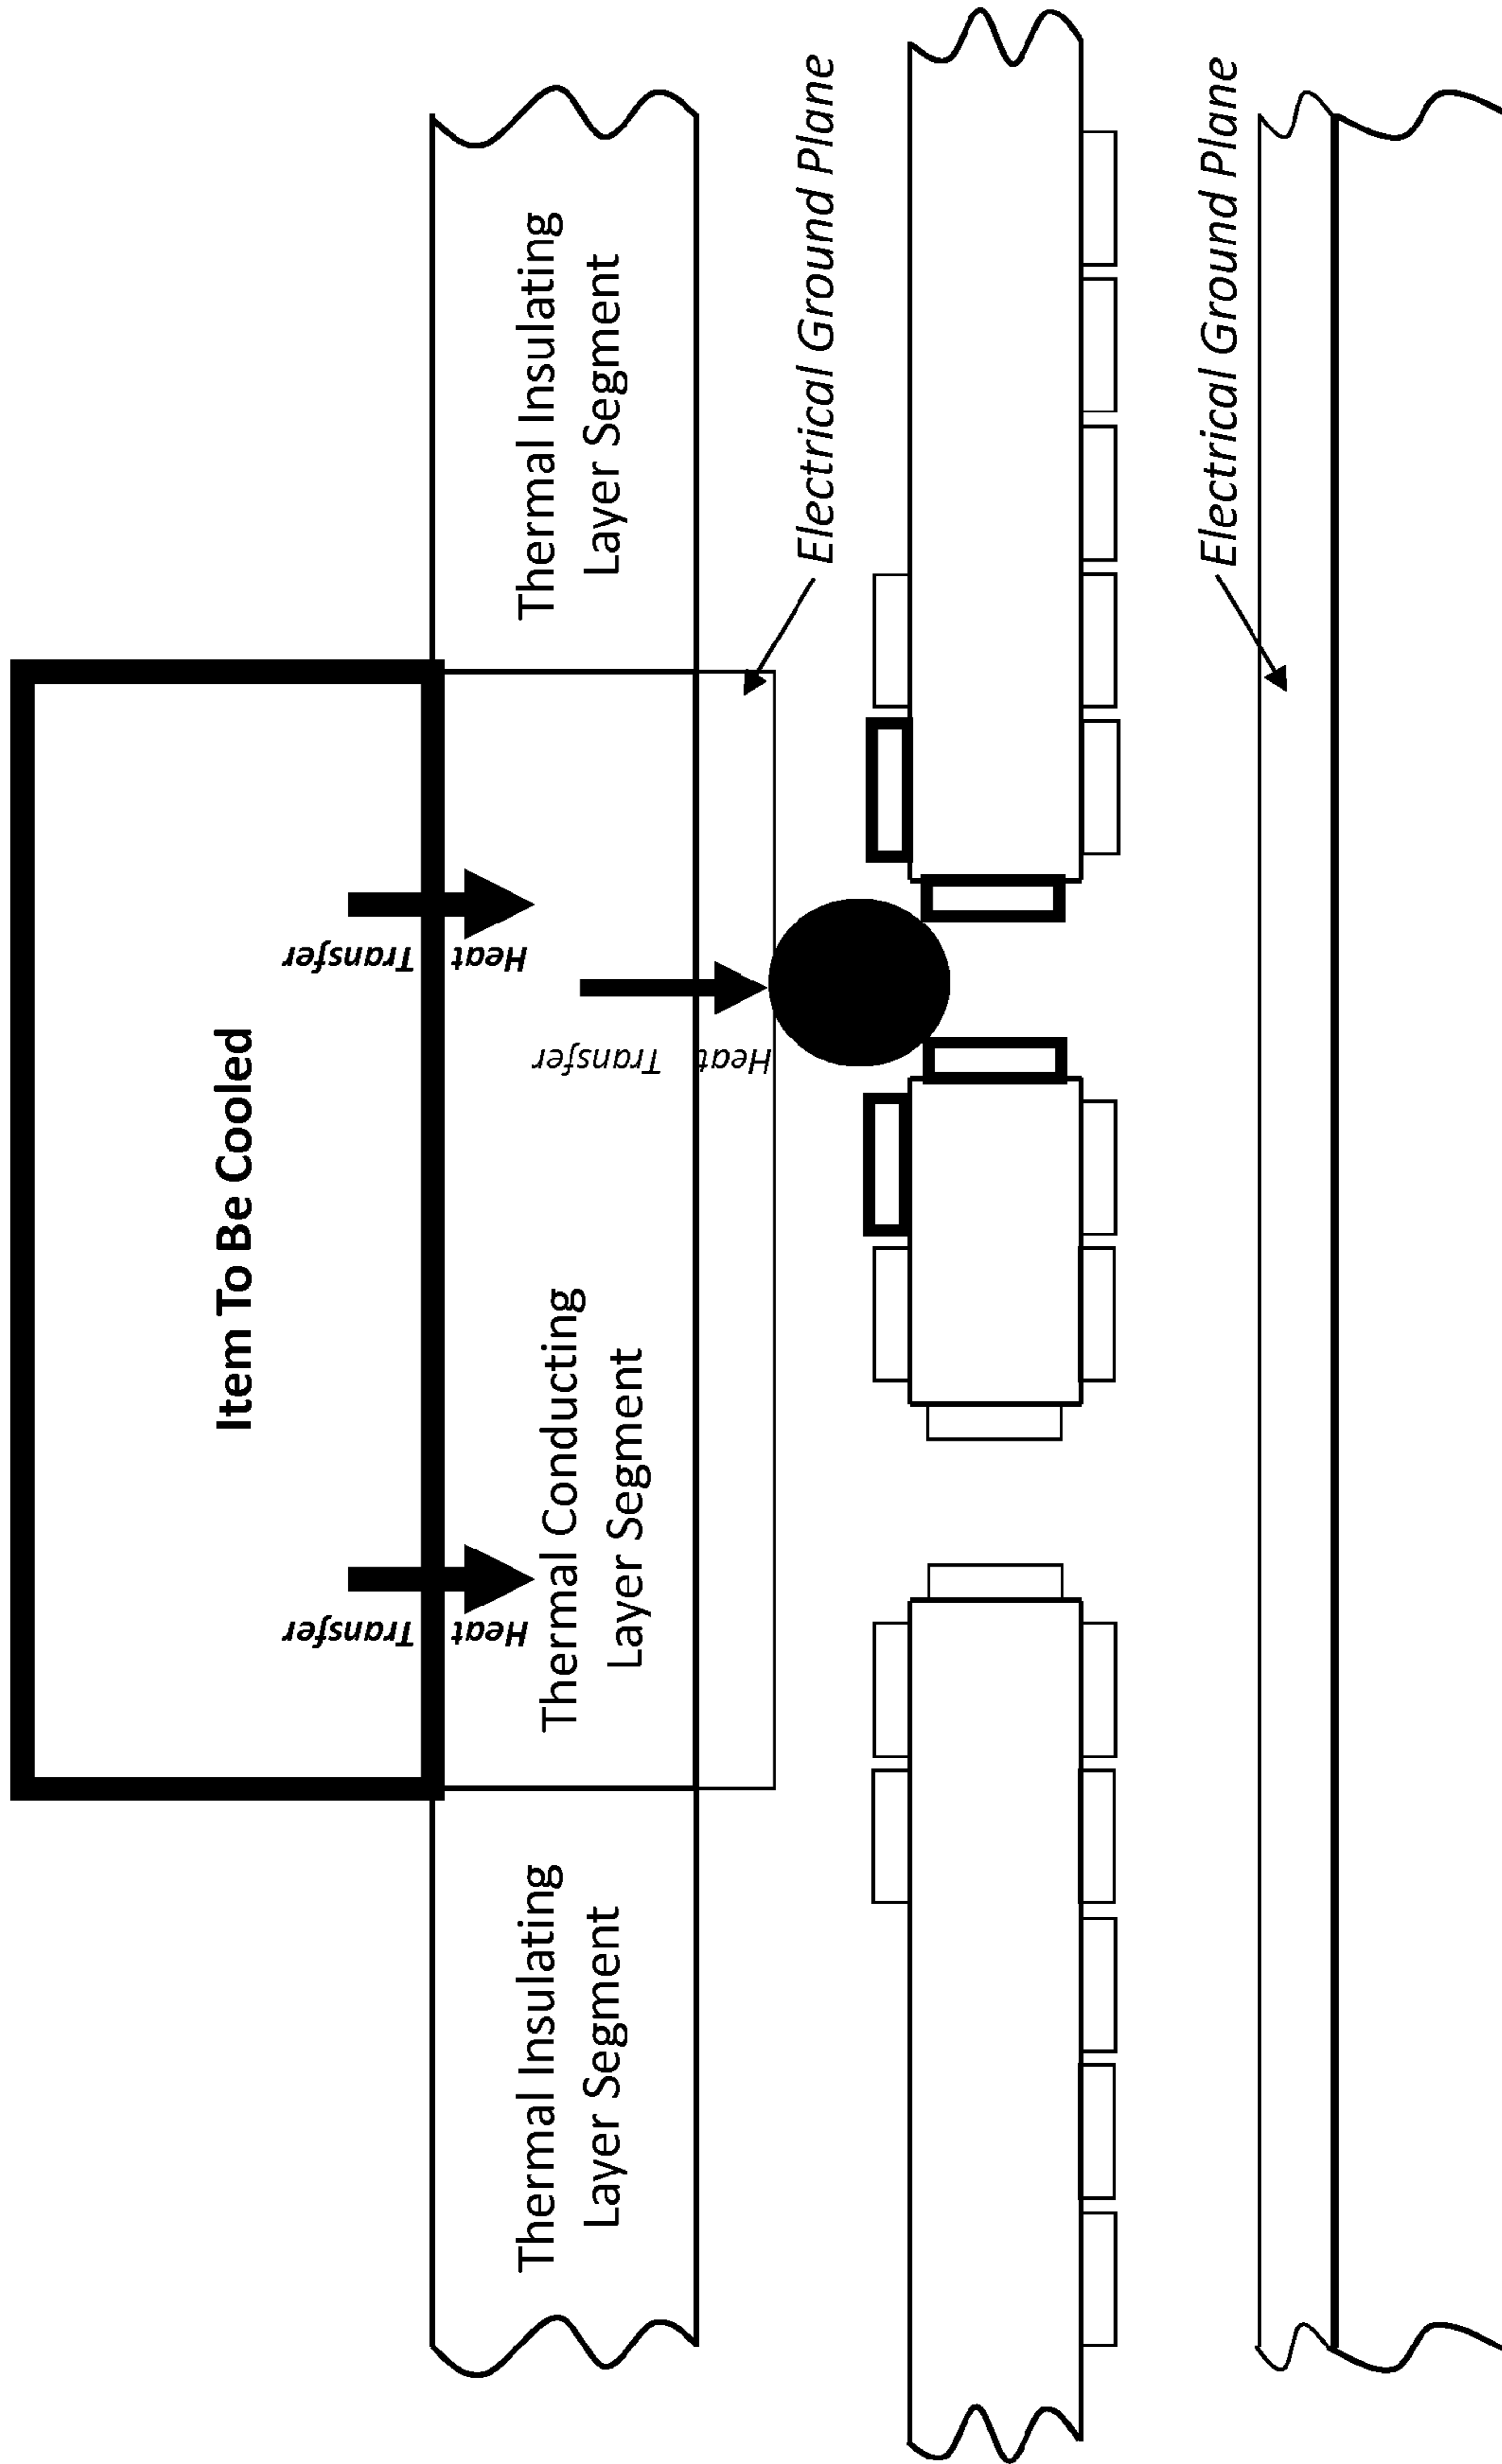 Item To Be Cooled
Heat
Transfer
Heat
Transfer
Heat
Transfer
Thermal Insulating
Layer Segment
Thermal Conducting
Layer Segment
Thermal Insulating
Layer Segment
Electrical Ground Plane
Electrical Ground Plane